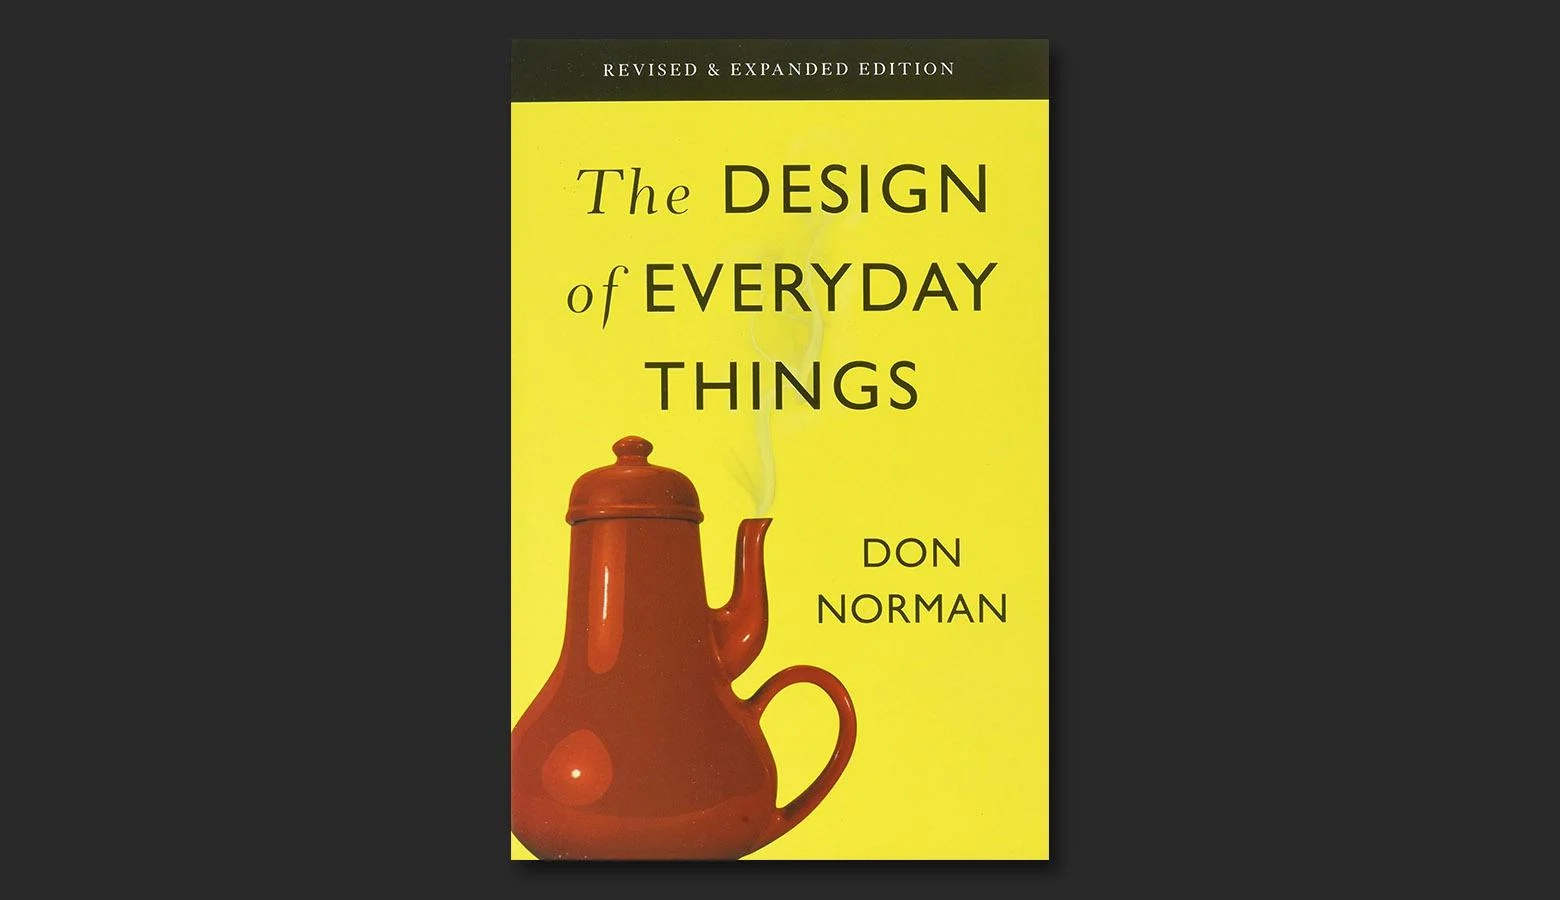 REVISED & EXPANDED EDITION
The DESIGN
of EVERYDAY
THINGS
DON
NORMAN